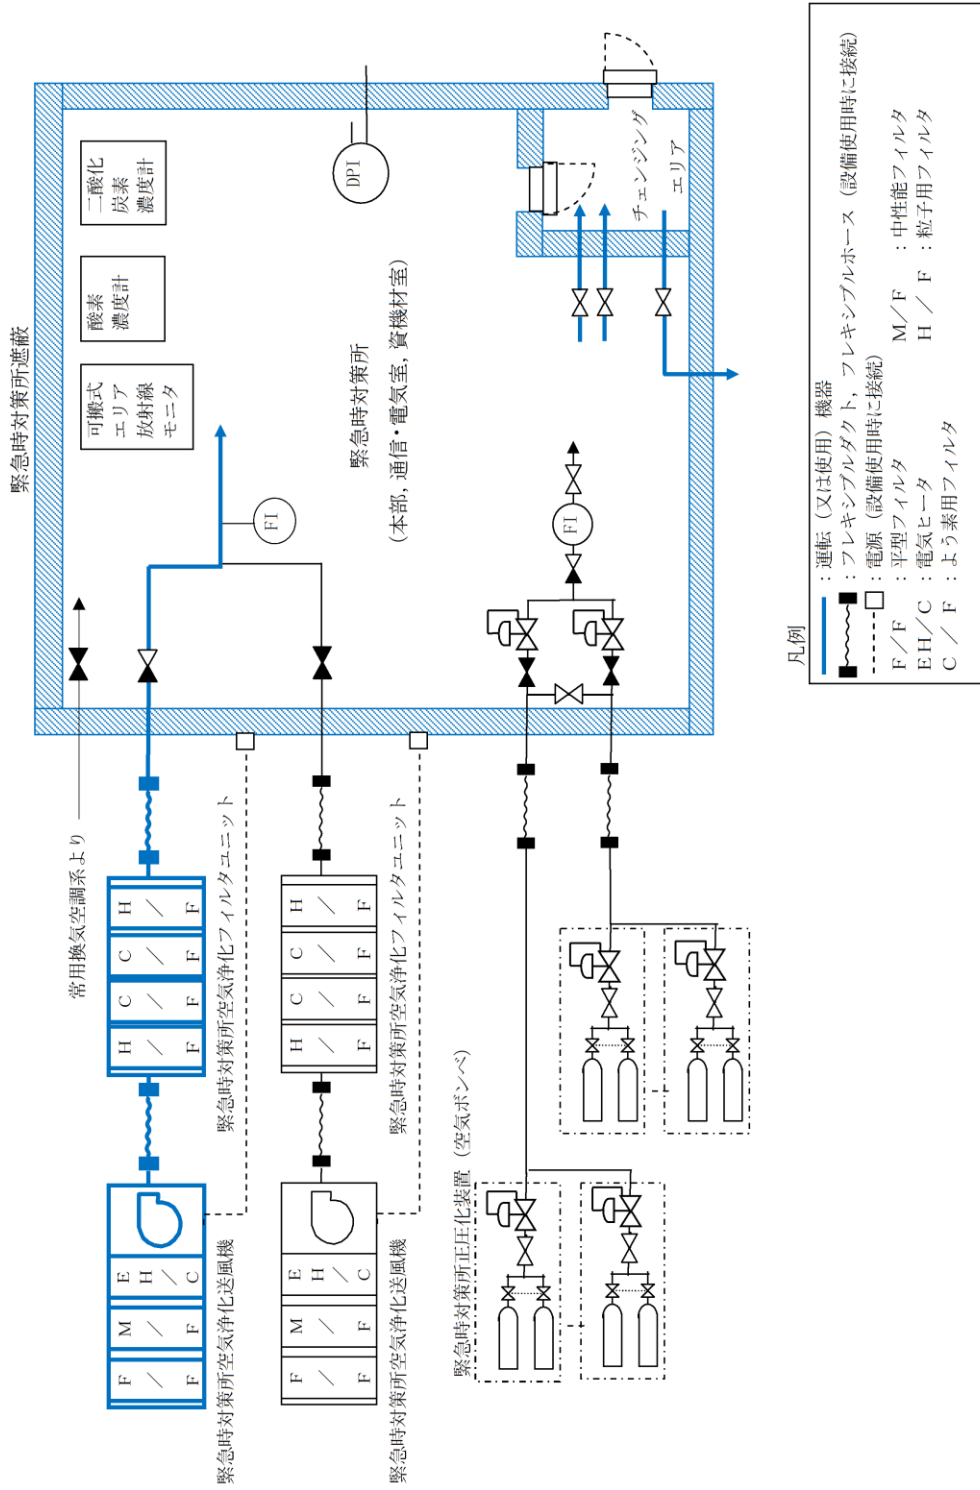 緊急時対策所遮蔽
常用換気空調系より
可搬式
エリア
放射線
モニタ
酸素
濃度計
二酸化
炭素
濃度計
DPI
FI
緊急時対策所
(本部，通信・電気室，資機材室)
チェンジング
エリア
FI
F/F
M/F
EH/C
H/F
C/F
C/F
H/F
緊急時対策所空気浄化送風機
緊急時対策所空気浄化フィルタユニット
F/F
M/F
EH/C
H/F
C/F
H/F
緊急時対策所空気浄化送風機
緊急時対策所空気浄化フィルタユニット
緊急時対策所正圧化装置（空気ボンベ）
凡例
：運転（又は使用）機器
：フレキシブルダクト，フレキシブルホース（設備使用時に接続）
：電源（設備使用時に接続）
F/F ：平型フィルタ M/F ：中性能フィルタ
EH/C ：電気ヒータ H/F ：粒子用フィルタ
C/F ：よう素用フィルタ